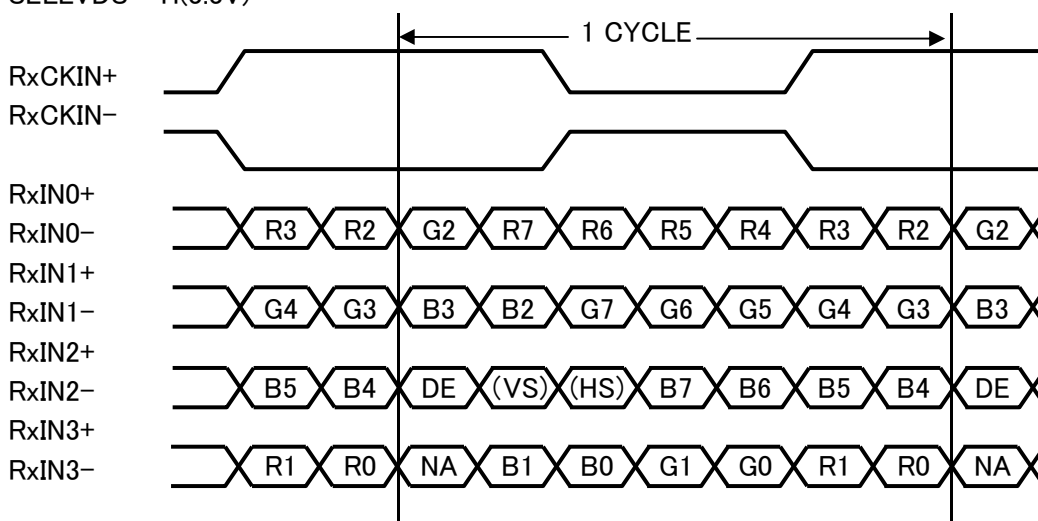 1 CYCLE
RxCKIN+
RxCKIN-
RxIN0+
RxIN0- R3 R2 G2 R7 R6 R5 R4 R3 R2 G2
RxIN1+
RxIN1- G4 G3 B3 B2 G7 G6 G5 G4 G3 B3
RxIN2+
RxIN2- B5 B4 DE (VS) (HS) B7 B6 B5 B4 DE
RxIN3+
RxIN3- R1 R0 NA B1 B0 G1 G0 R1 R0 NA